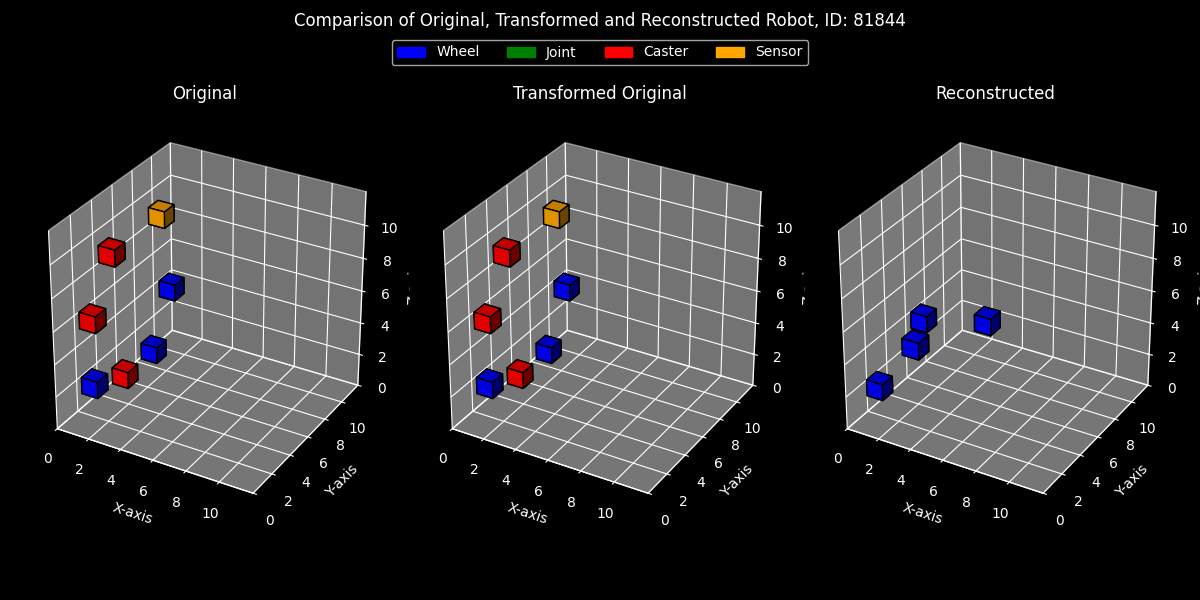 Comparison of Original, Transformed and Reconstructed Robot, ID: 81844
Wheel Joint Caster Sensor
Original Transformed Original Reconstructed
10 10 10
8 8 8
6 6 6
4 4 4
2 2 2
0 0 0
10 10 10
8 8 8
6 6 6
4 4 4
2 2 2
0 0 0
0 2 4 6 8 10 0 2 4 6 8 10 0 2 4 6 8 10
X-axis Y-axis X-axis Y-axis X-axis Y-axis